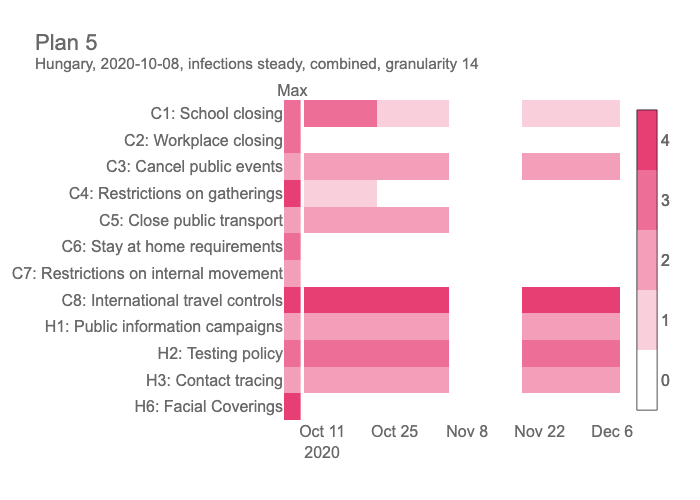 Plan 5
Hungary, 2020-10-08, infections steady, combined, granularity 14
Max
C1: School closing
C2: Workplace closing
C3: Cancel public events
C4: Restrictions on gatherings
C5: Close public transport
C6: Stay at home requirements
C7: Restrictions on internal movement
C8: International travel controls
H1: Public information campaigns
H2: Testing policy
H3: Contact tracing
H6: Facial Coverings
4
3
2
1
0
Oct 11 Oct 25 Nov 8 Nov 22 Dec 6
2020